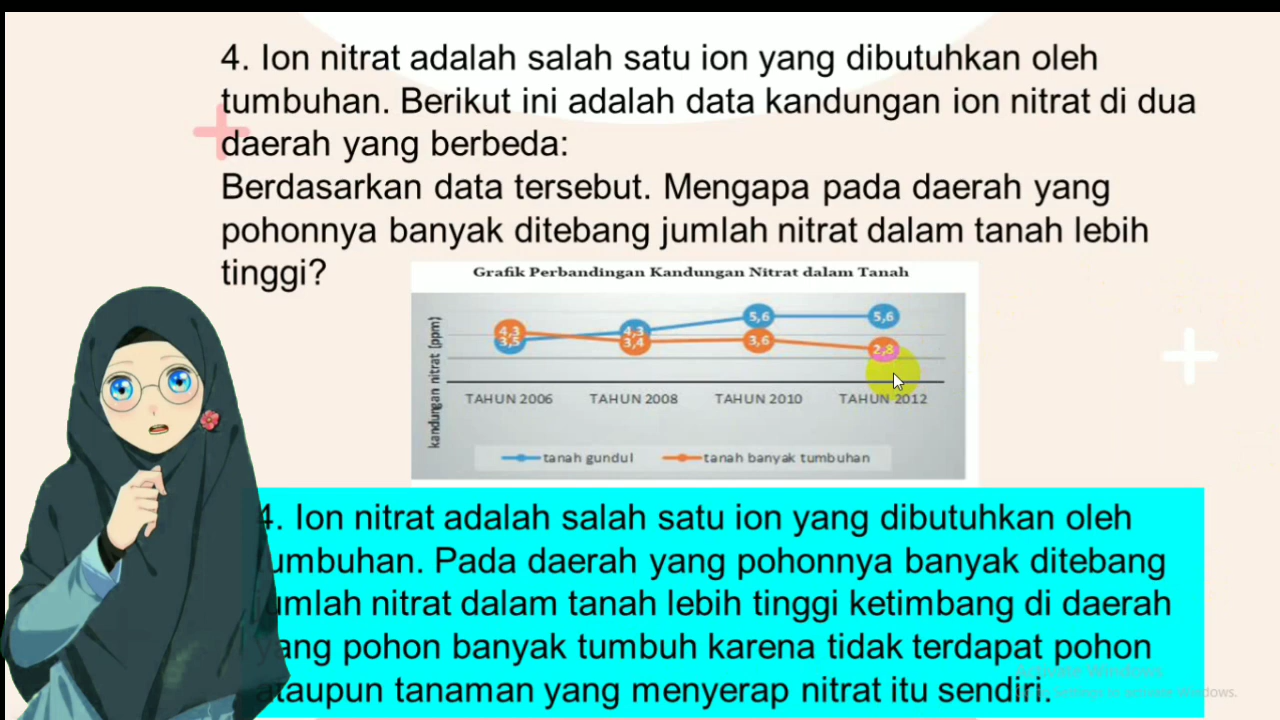 4. Ion nitrat adalah salah satu ion yang dibutuhkan oleh
tumbuhan. Berikut ini adalah data kandungan ion nitrat di dua
daerah yang berbeda:
Berdasarkan data tersebut. Mengapa pada daerah yang
pohonnya banyak ditebang jumlah nitrat dalam tanah lebih
tinggi?
Grafik Perbandingan Kandungan Nitrat dalam Tanah
kandungan nitrat (ppm)
4,3 4,3 5,6 5,6
3,5 3,4 3,6 2,8
TAHUN 2006 TAHUN 2008 TAHUN 2010 TAHUN 2012
tanah gundul tanah banyak tumbuhan
4. Ion nitrat adalah salah satu ion yang dibutuhkan oleh
tumbuhan. Pada daerah yang pohonnya banyak ditebang
jumlah nitrat dalam tanah lebih tinggi ketimbang di daerah
yang pohon banyak tumbuh karena tidak terdapat pohon
ataupun tanaman yang menyerap nitrat itu sendiri.
Activate Windows